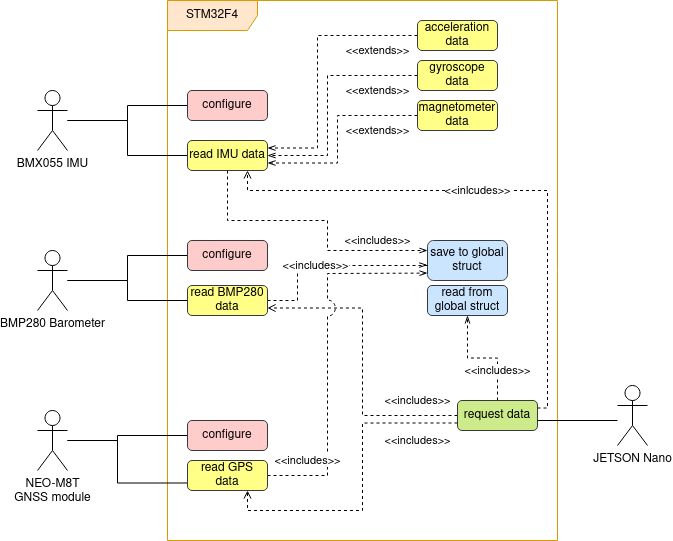 STM32F4
acceleration
data
<<extends>>
gyroscope
data
<<extends>>
magnetometer
data
<<extends>>
configure
BMX055 IMU
read IMU data
<<inlcudes>>
<<includes>>
configure
save to global
struct
<<includes>>
read BMP280
data
read from
global struct
BMP280 Barometer
<<includes>>
<<includes>>
request data
configure
<<includes>>
JETSON Nano
<<includes>>
read GPS
data
NEO-M8T
GNSS module